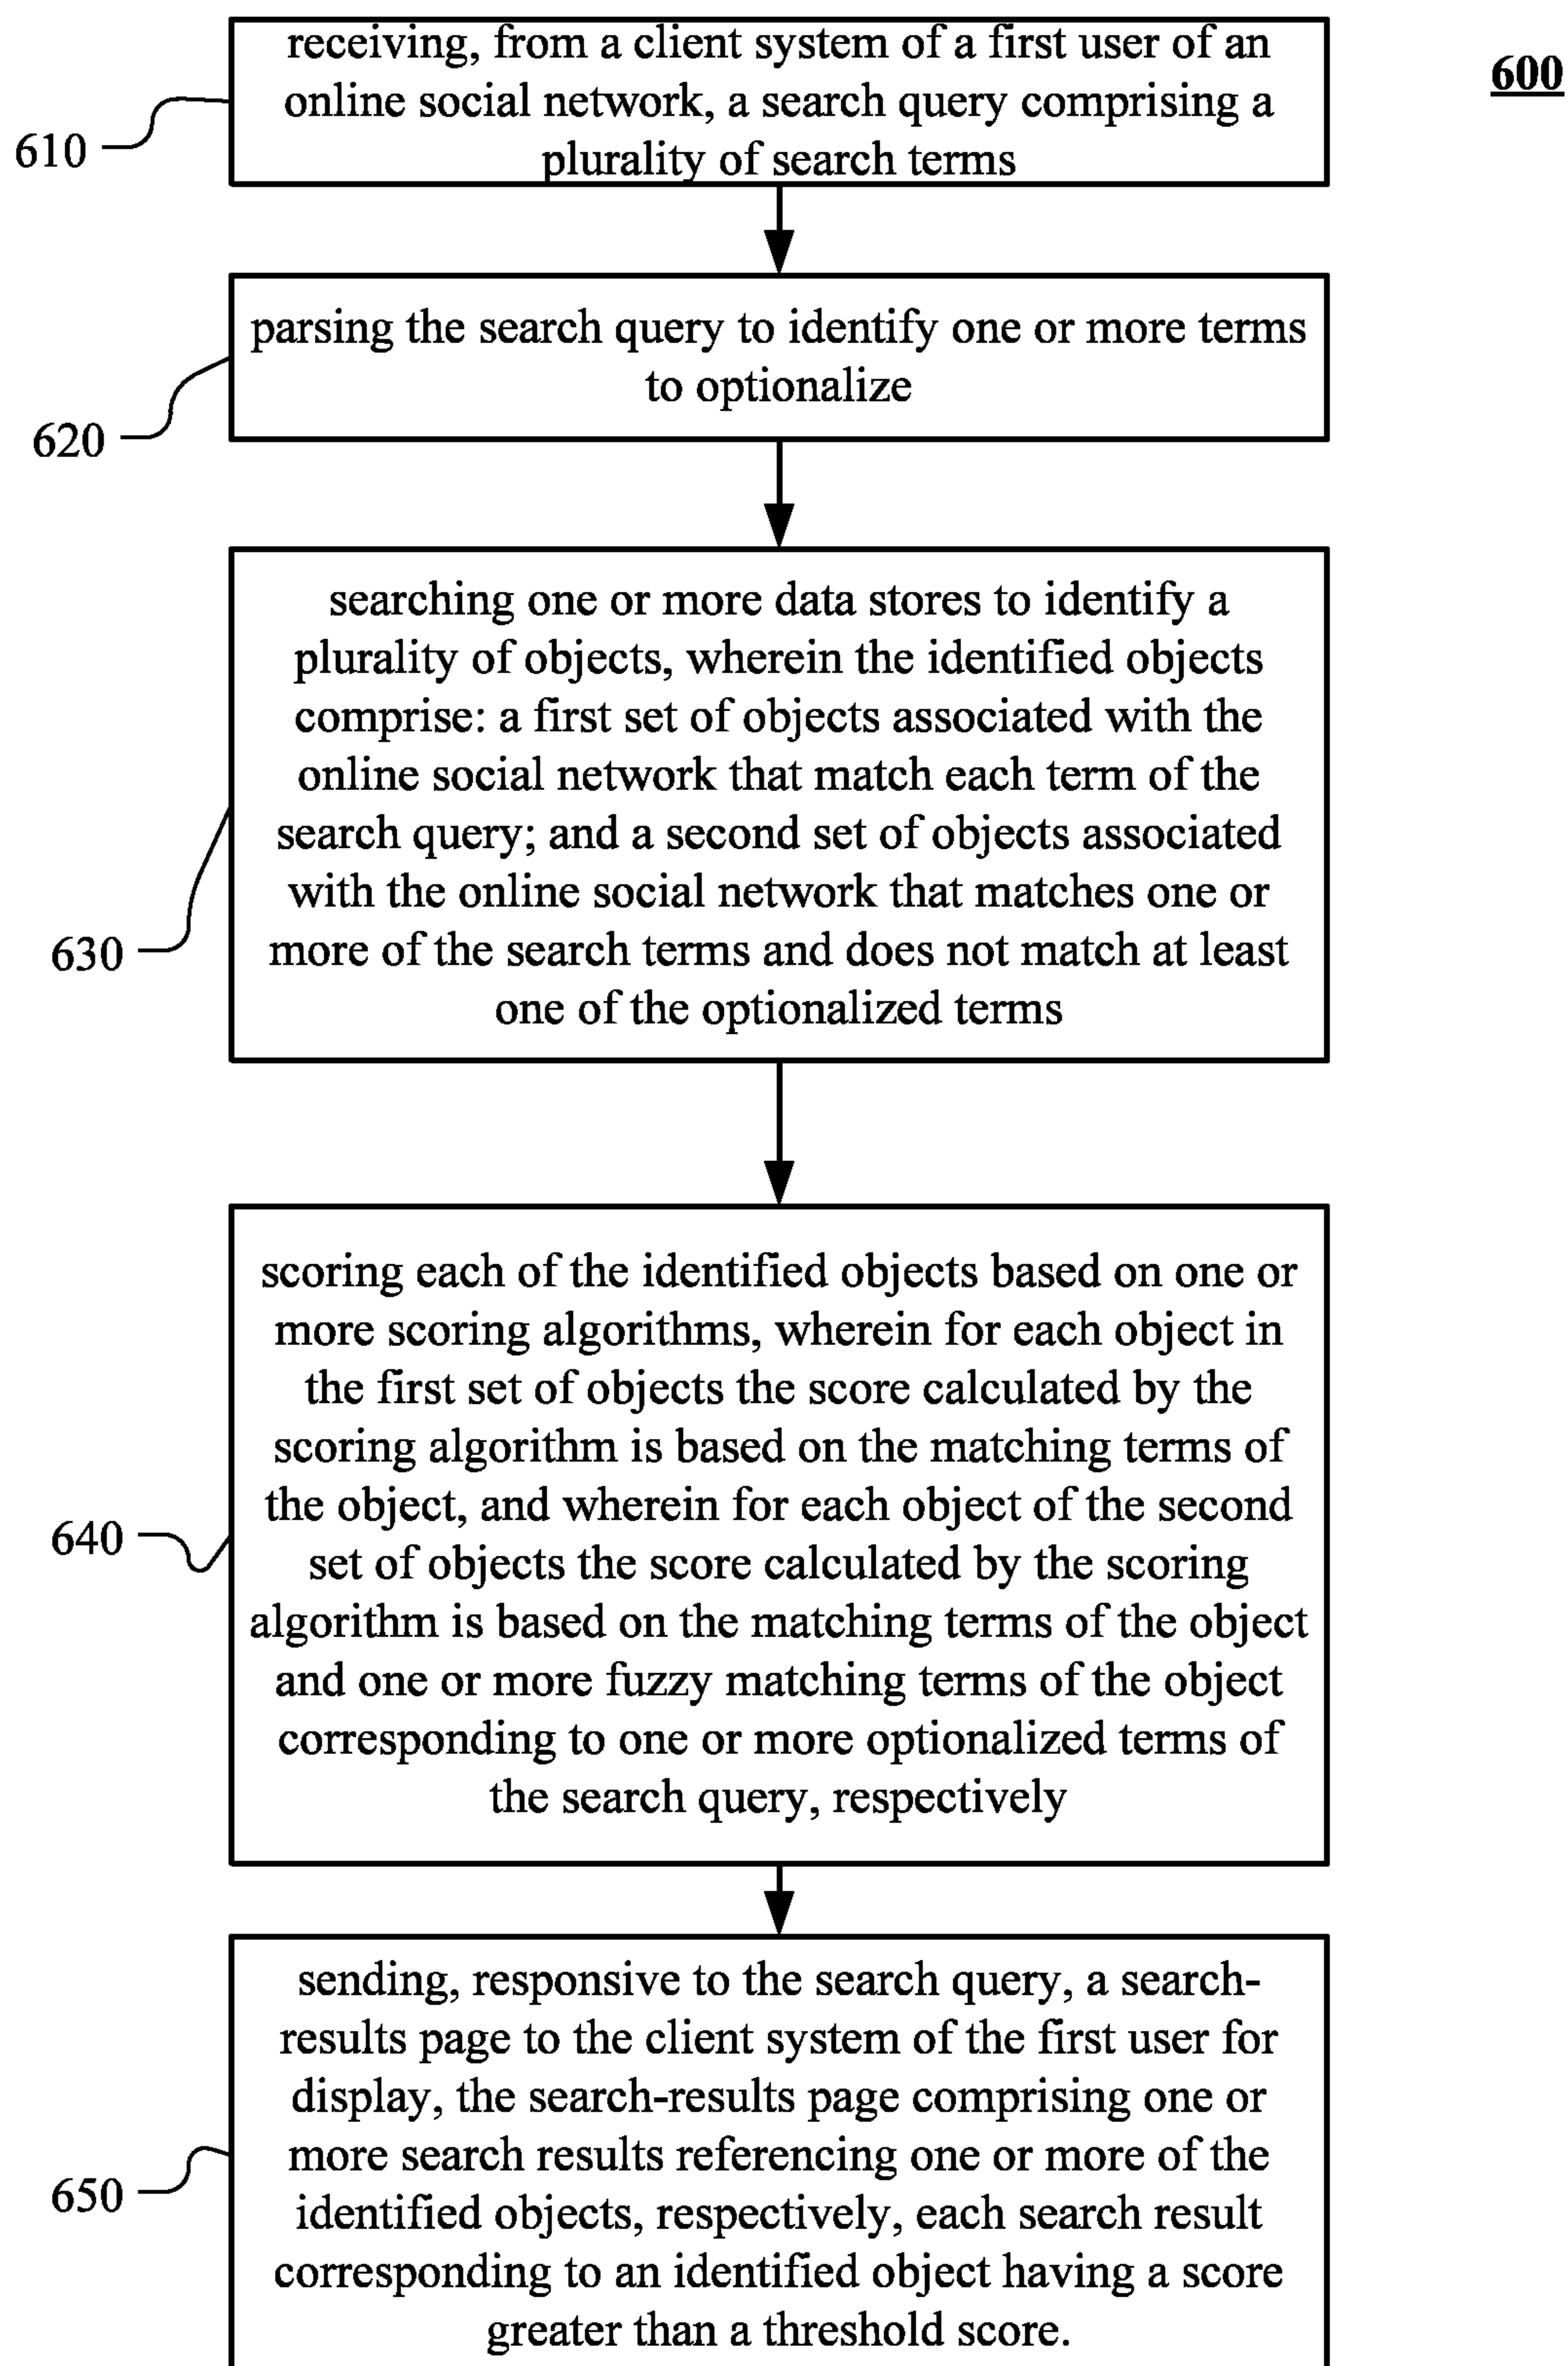 600
receiving, from a client system of a first user of an
online social network, a search query comprising a
plurality of search terms
610
parsing the search query to identify one or more terms
to optionalize
620
searching one or more data stores to identify a
plurality of objects, wherein the identified objects
comprise: a first set of objects associated with the
online social network that match each term of the
search query; and a second set of objects associated
with the online social network that matches one or
more of the search terms and does not match at least
one of the optionalized terms
630
scoring each of the identified objects based on one or
more scoring algorithms, wherein for each object in
the first set of objects the score calculated by the
scoring algorithm is based on the matching terms of
the object, and wherein for each object of the second
set of objects the score calculated by the scoring
algorithm is based on the matching terms of the object
and one or more fuzzy matching terms of the object
corresponding to one or more optionalized terms of
the search query, respectively
640
sending, responsive to the search query, a search-
results page to the client system of the first user for
display, the search-results page comprising one or
more search results referencing one or more of the
identified objects, respectively, each search result
corresponding to an identified object having a score
greater than a threshold score.
650